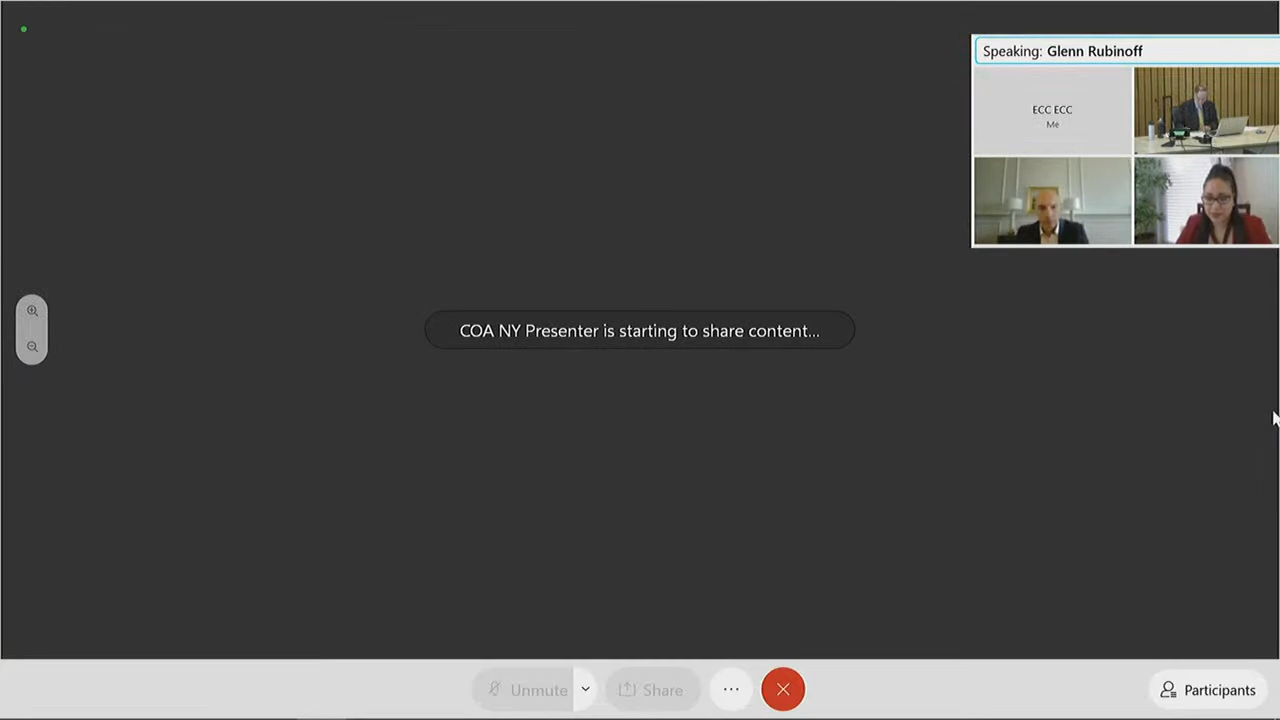 Speaking: Glenn Rubinoff
ECC ECC
Me
COA NY Presenter is starting to share content...
Unmute
Share
Participants